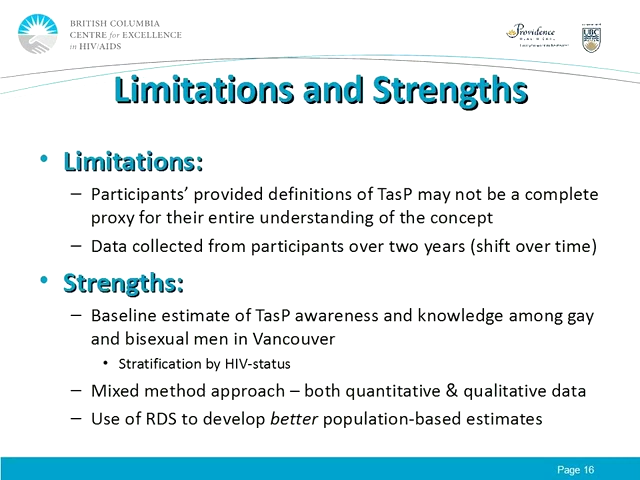 BRITISH COLUMBIA
CENTRE for EXCELLENCE
in HIV/AIDS
Providence
UBC
Limitations and Strengths
• Limitations:
– Participants’ provided definitions of TasP may not be a complete
proxy for their entire understanding of the concept
– Data collected from participants over two years (shift over time)
• Strengths:
– Baseline estimate of TasP awareness and knowledge among gay
and bisexual men in Vancouver
• Stratification by HIV-status
– Mixed method approach – both quantitative & qualitative data
– Use of RDS to develop better population-based estimates
Page 16